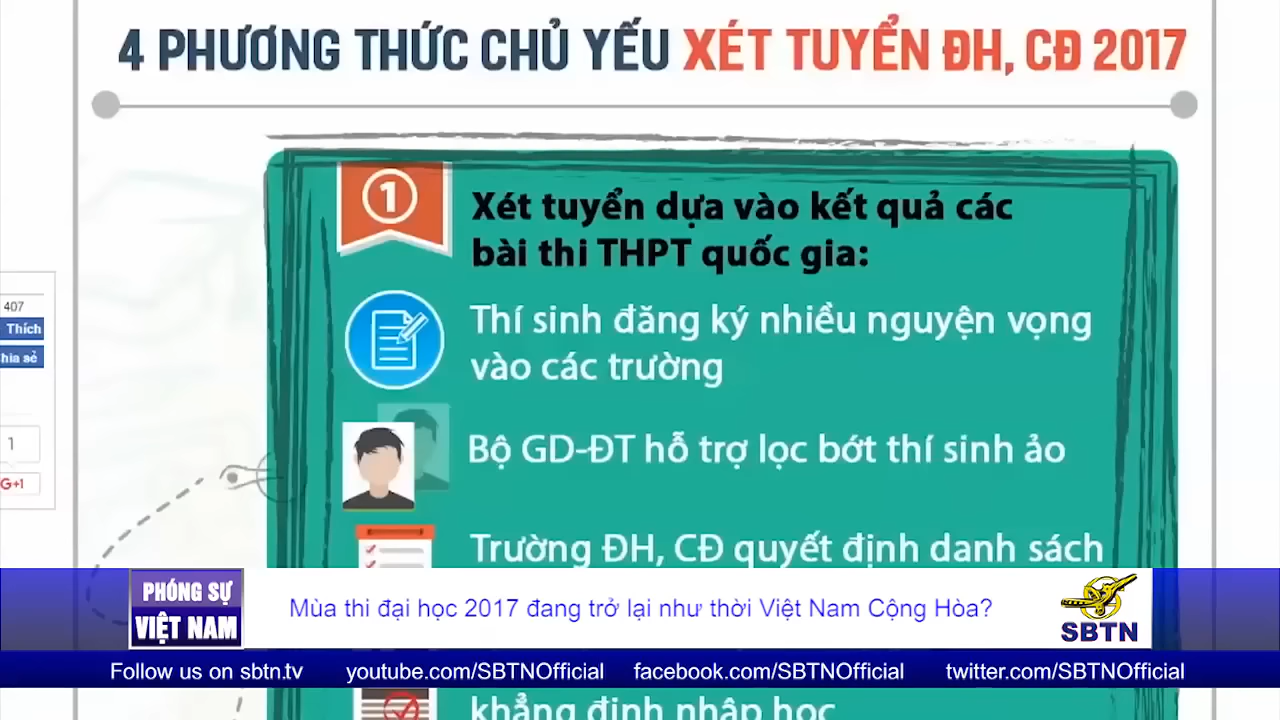 4 PHƯƠNG THỨC CHỦ YẾU XÉT TUYỂN ĐH, CĐ 2017
1
Xét tuyển dựa vào kết quả các
bài thi THPT quốc gia:
407
Thích
hia sẻ
Thí sinh đăng ký nhiều nguyện vọng
vào các trường
1
G+1
Bộ GD-ĐT hỗ trợ lọc bớt thí sinh ảo
Trường ĐH, CĐ quyết định danh sách
PHÓNG SỰ
VIỆT NAM
Mùa thi đại học 2017 đang trở lại như thời Việt Nam Cộng Hòa?
SBTN
Follow us on sbtn.tv youtube.com/SBTNOfficial facebook.com/SBTNOfficial twitter.com/SBTNOfficial
khẳng định nhập học